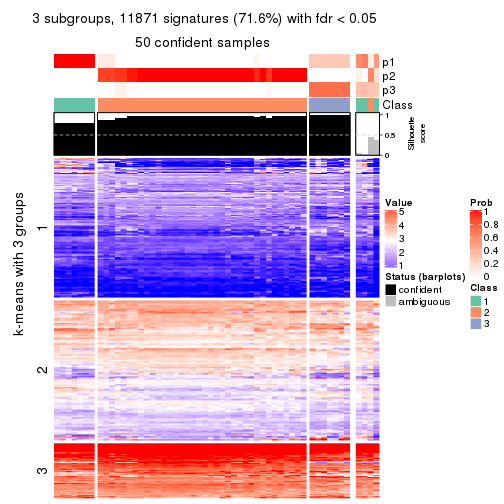 3 subgroups, 11871 signatures (71.6%) with fdr < 0.05
50 confident samples
p1
p2
p3
Class
1
0.5
0
Silhouette
score
k-means with 3 groups
1
2
3
Value
5
4
3
2
1
Status (barplots)
confident
ambiguous
Prob
1
0.8
0.6
0.4
0.2
0
Class
1
2
3